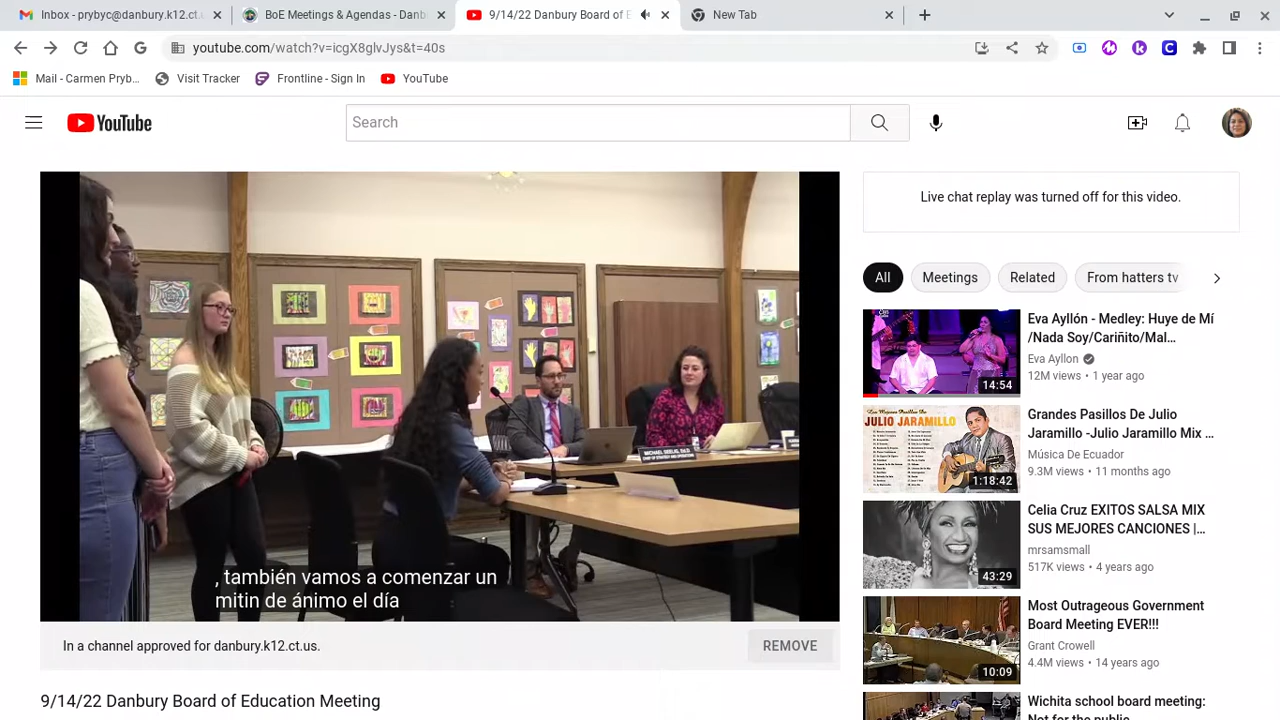 Inbox - prybyc@danbury.k12.ct.
BoE Meetings & Agendas - Danb
9/14/22 Danbury Board of E
New Tab
youtube.com/watch?v=icgX8glvJys&t=40s
Mail - Carmen Pryb...
Visit Tracker
Frontline - Sign In
YouTube
YouTube
Search
Live chat replay was turned off for this video.
All
Meetings
Related
From hatters tv
Eva Ayllón - Medley: Huye de Mí
/Nada Soy/Cariñito/Mal...
Eva Ayllon
12M views • 1 year ago
14:54
Grandes Pasillos De Julio
Jaramillo -Julio Jaramillo Mix ...
Música De Ecuador
9.3M views • 11 months ago
JULIO JARAMILLO
1:18:42
Celia Cruz EXITOS SALSA MIX
SUS MEJORES CANCIONES |...
mrsamsmall
517K views • 4 years ago
43:29
Most Outrageous Government
Board Meeting EVER!!!
Grant Crowell
4.4M views • 14 years ago
10:09
Wichita school board meeting:
, también vamos a comenzar un
mitin de animo el día
In a channel approved for danbury.k12.ct.us.
REMOVE
9/14/22 Danbury Board of Education Meeting